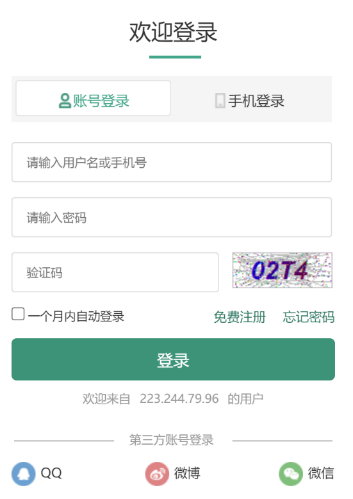 欢迎登录
账号登录 手机登录
请输入用户名或手机号
请输入密码
验证码 02T4
一个月内自动登录 免费注册 忘记密码
登录
欢迎来自 223.244.79.96 的用户
第三方账号登录
QQ 微博 微信